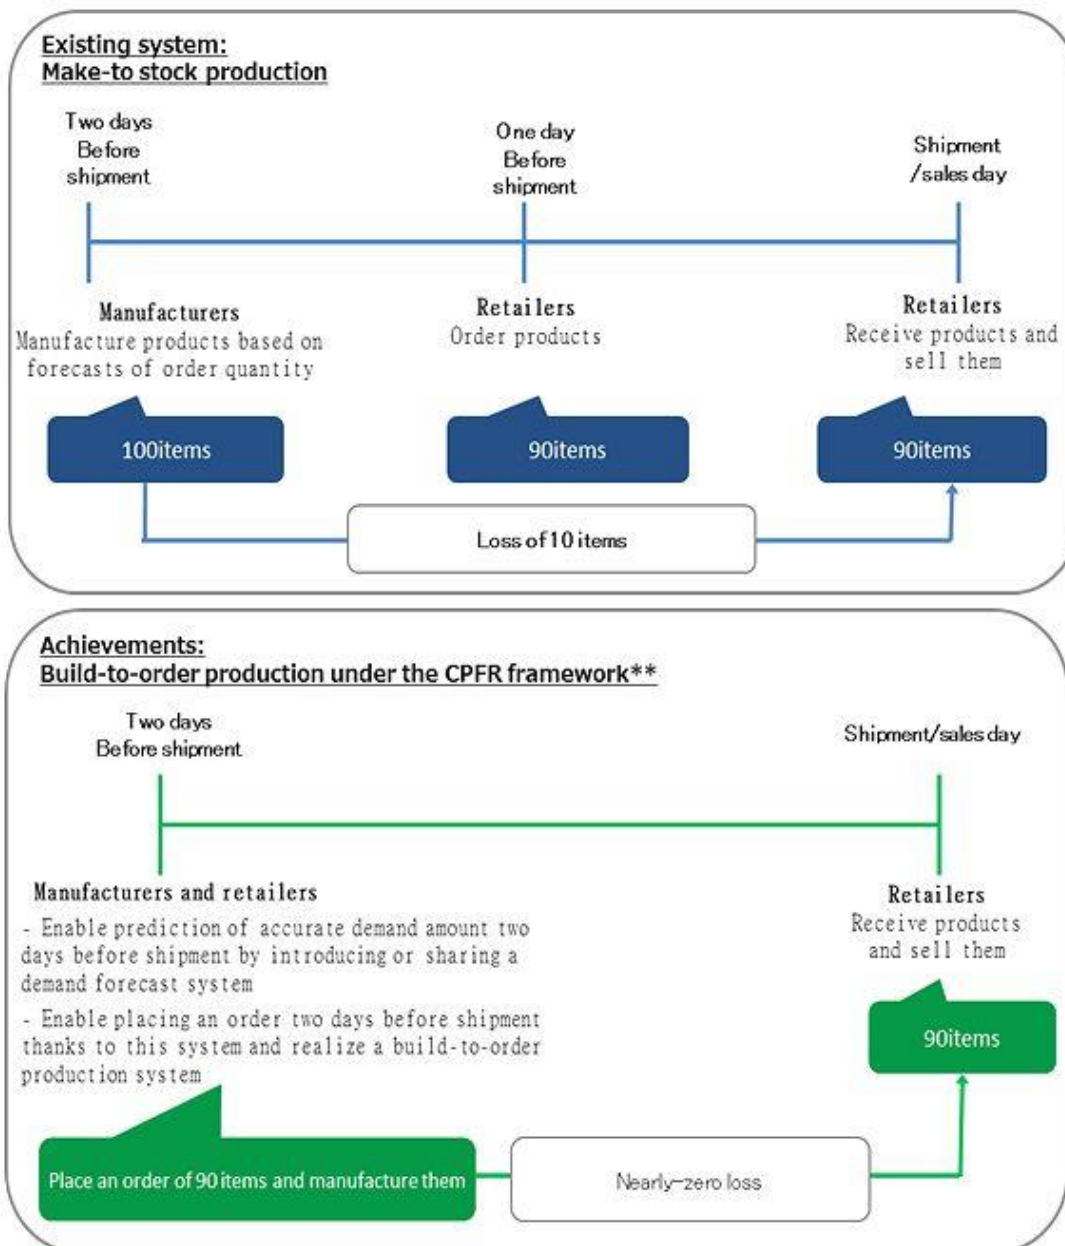 Existing system:
Make-to stock production
Two days
Before
shipment
One day
Before
shipment
Shipment
/sales day
Manufacturers
Manufacture products based on
forecasts of order quantity
Retailers
Order products
Retailers
Receive products and
sell them
100items
90items
90items
Loss of 10 items
Achievements:
Build-to-order production under the CPFR framework**
Two days
Before shipment
Shipment/sales day
Manufacturers and retailers
- Enable prediction of accurate demand amount two
days before shipment by introducing or sharing a
demand forecast system
- Enable placing an order two days before shipment
thanks to this system and realize a build-to-order
production system
Retailers
Receive products
and sell them
90items
Place an order of 90 items and manufacture them
Nearly-zero loss